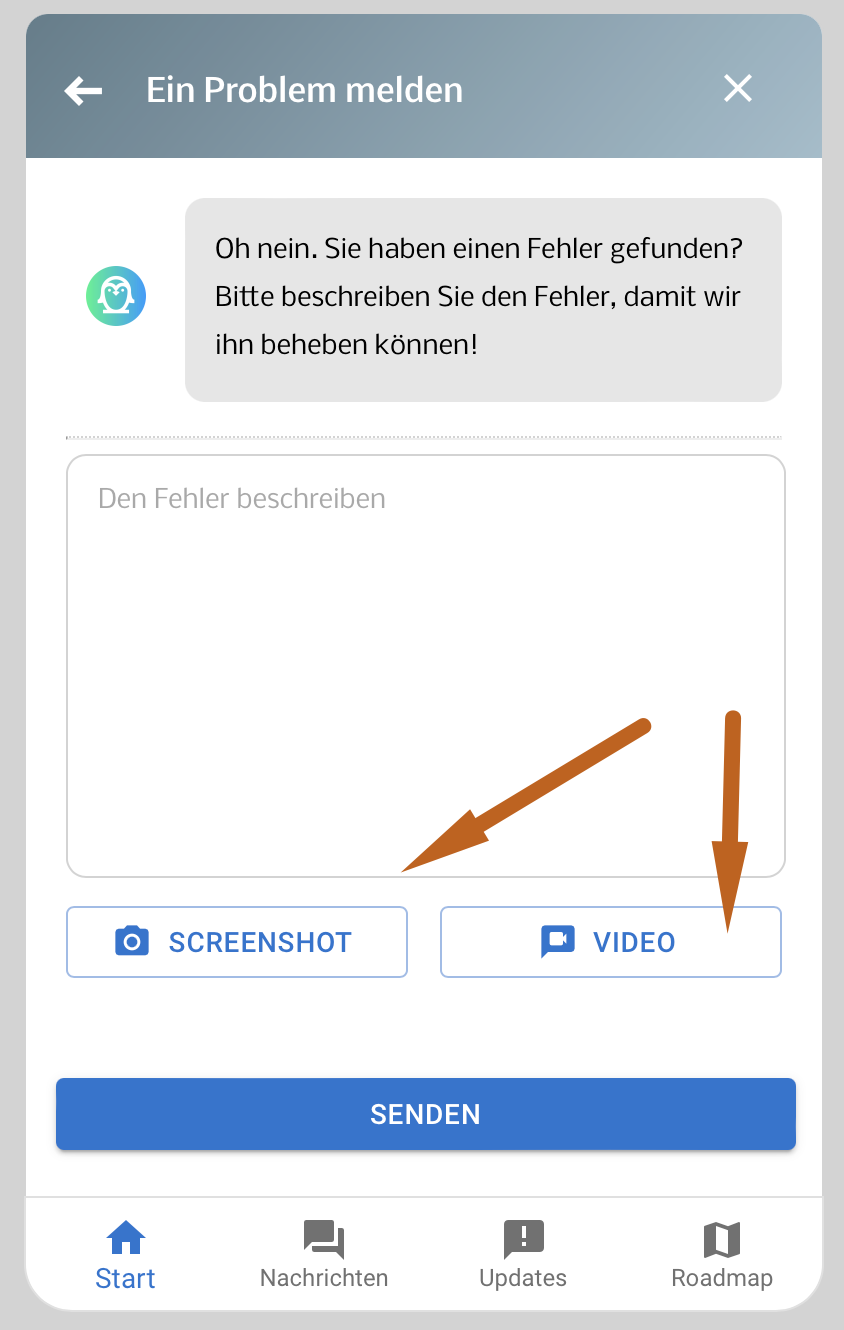 Ein Problem melden
Oh nein. Sie haben einen Fehler gefunden?
Bitte beschreiben Sie den Fehler, damit wir
ihn beheben können!
Den Fehler beschreiben
SCREENSHOT
VIDEO
SENDEN
Start
Nachrichten
Updates
Roadmap